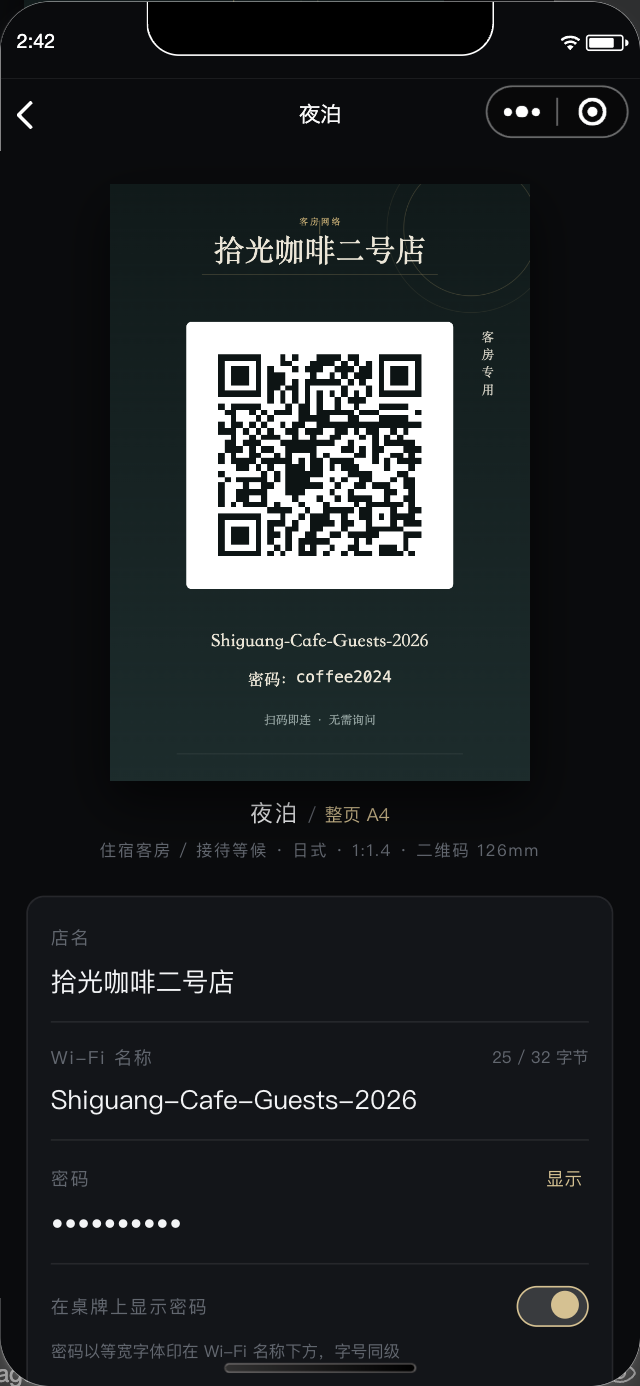 2:42
夜泊
客房网络
拾光咖啡二号店
客房专用
Shiguang-Cafe-Guests-2026
密码: coffee2024
扫码即连 · 无需询问
夜泊 / 整页 A4
住宿客房 / 接待等候 · 日式 · 1:1.4 · 二维码 126mm
店名
拾光咖啡二号店
Wi-Fi 名称 25 / 32 字节
Shiguang-Cafe-Guests-2026
密码 显示
••••••••••
在桌牌上显示密码
密码以等宽字体印在 Wi-Fi 名称下方，字号同级
ag